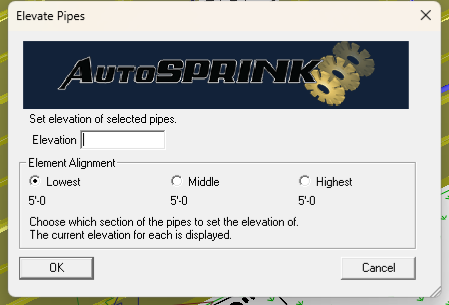 Elevate Pipes
AutoSPRINK
Set elevation of selected pipes.
Elevation
Element Alignment
Lowest Middle Highest
5'-0 5'-0 5'-0
Choose which section of the pipes to set the elevation of.
The current elevation for each is displayed.
OK Cancel